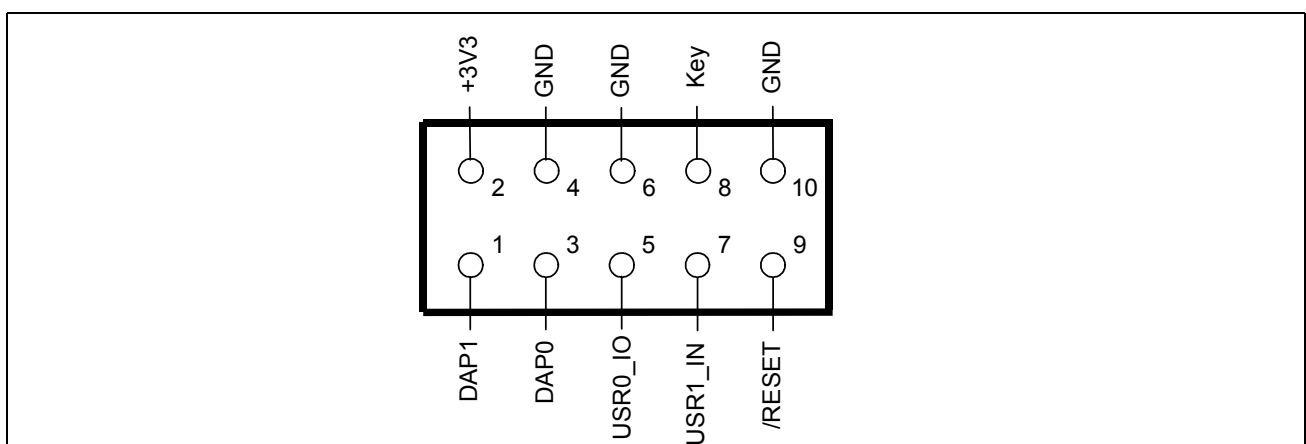 +3V3 GND GND Key GND
2 4 6 8 10
1 3 5 7 9
DAP1 DAP0 USR0_IO USR1_IN /RESET